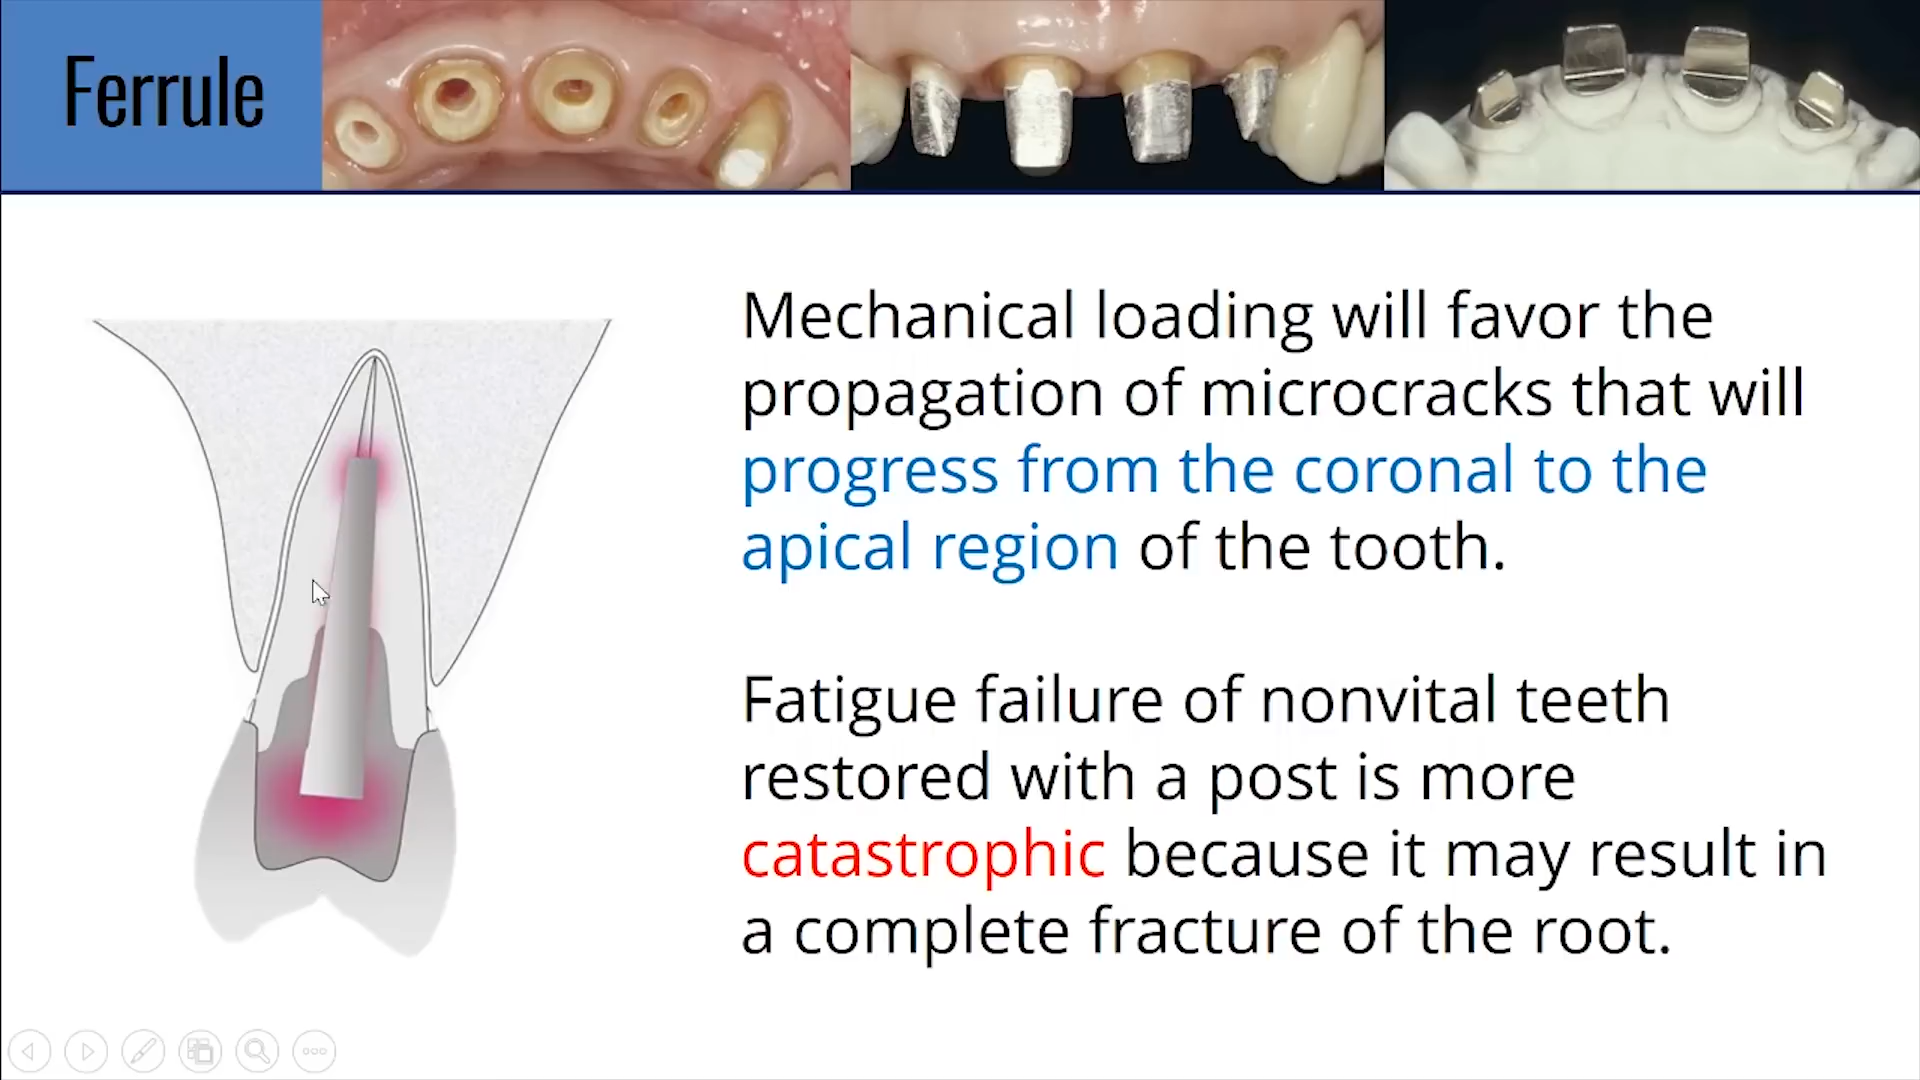 Ferrule
Mechanical loading will favor the
propagation of microcracks that will
progress from the coronal to the
apical region of the tooth.
Fatigue failure of nonvital teeth
restored with a post is more
catastrophic because it may result in
a complete fracture of the root.